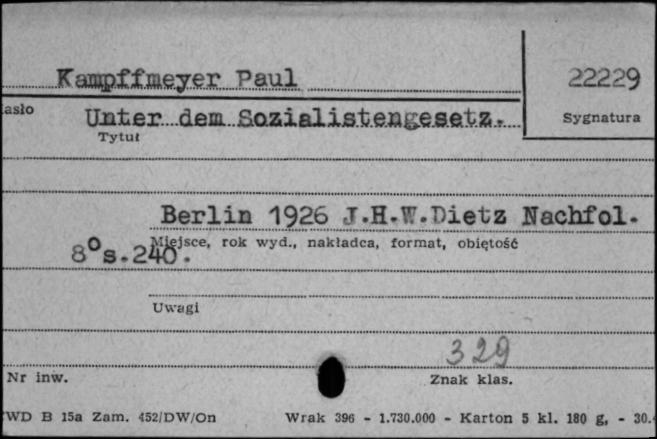 Kampffmeyer Paul
22229
asło
Unter dem Sozialistengesetz.
Sygnatura
Tytuł
Berlin 1926 J.H.W.Dietz Nachfol.
Miejsce, rok wyd., nakładca, format, objętość
8° s.240.
Uwagi
329
Nr inw.
Znak klas.
WD B 15a Zam. 452/DW/On
Wrak 396 - 1.730.000 - Karton 5 kl. 180 g, - 30.